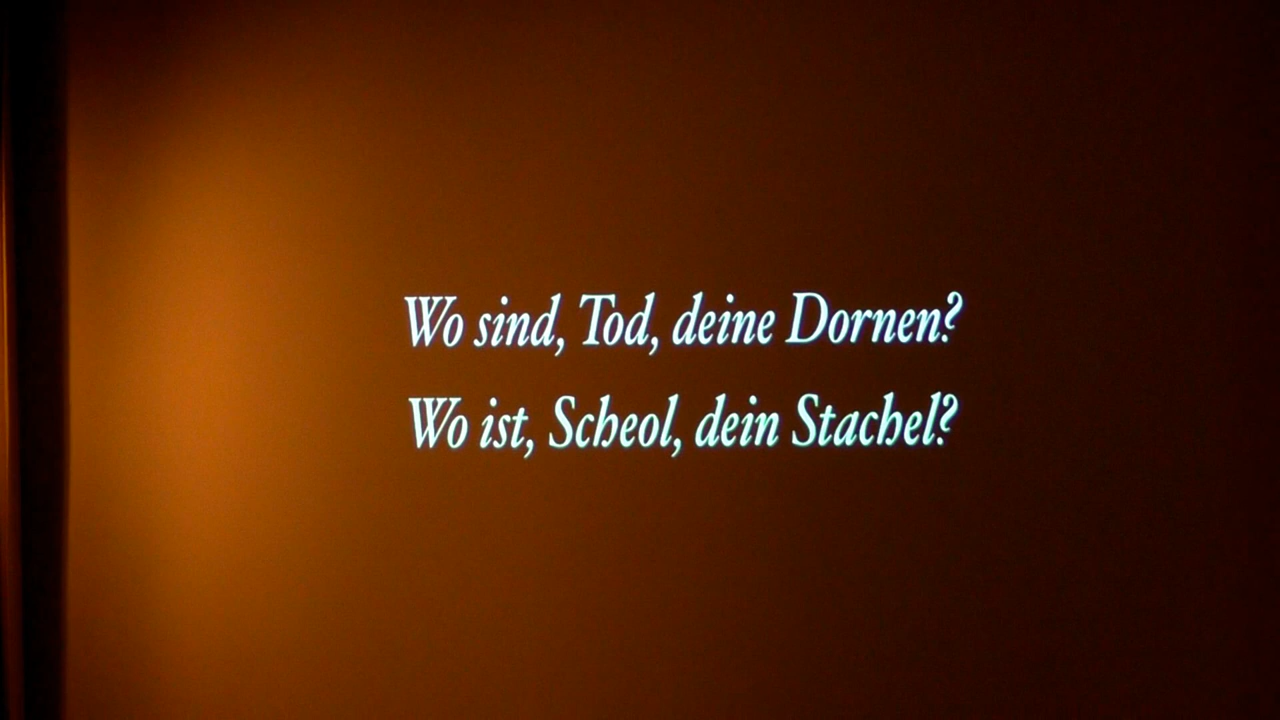 Wo sind, Tod, deine Dornen?
Wo ist, Scheol, dein Stachel?